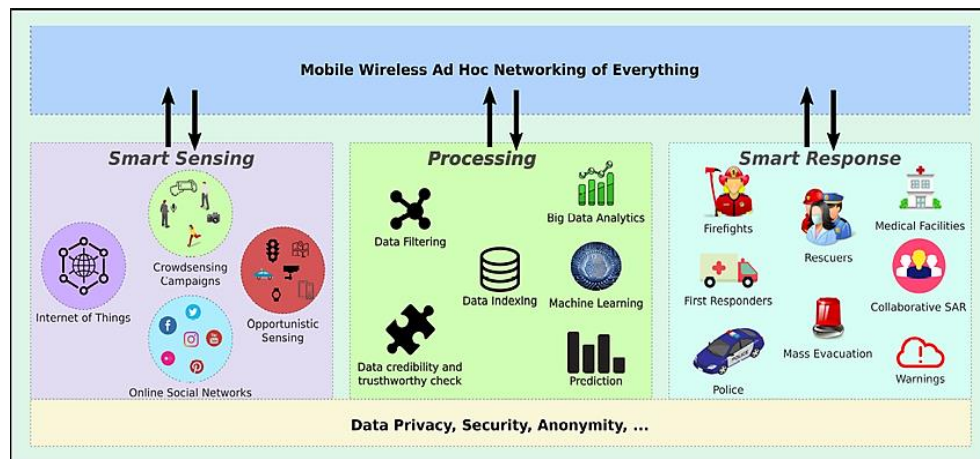 Mobile Wireless Ad Hoc Networking of Everything
Smart Sensing
Crowdsensing
Campaigns
Internet of Things
Opportunistic
Sensing
Online Social Networks
Processing
Big Data Analytics
Data Filtering
Data Indexing
Machine Learning
Data credibility and
trustworthy check
Prediction
Smart Response
Firefights
Rescuers
Medical Facilities
First Responders
Collaborative SAR
Mass Evacuation
POLICE
Police
Warnings
Data Privacy, Security, Anonymity, ...